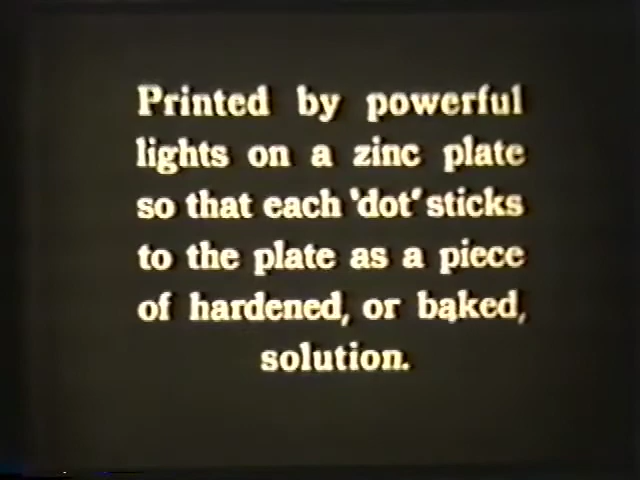 Printed by powerful
lights on a zinc plate
so that each 'dot' sticks
to the plate as a piece
of hardened, or baked,
solution.